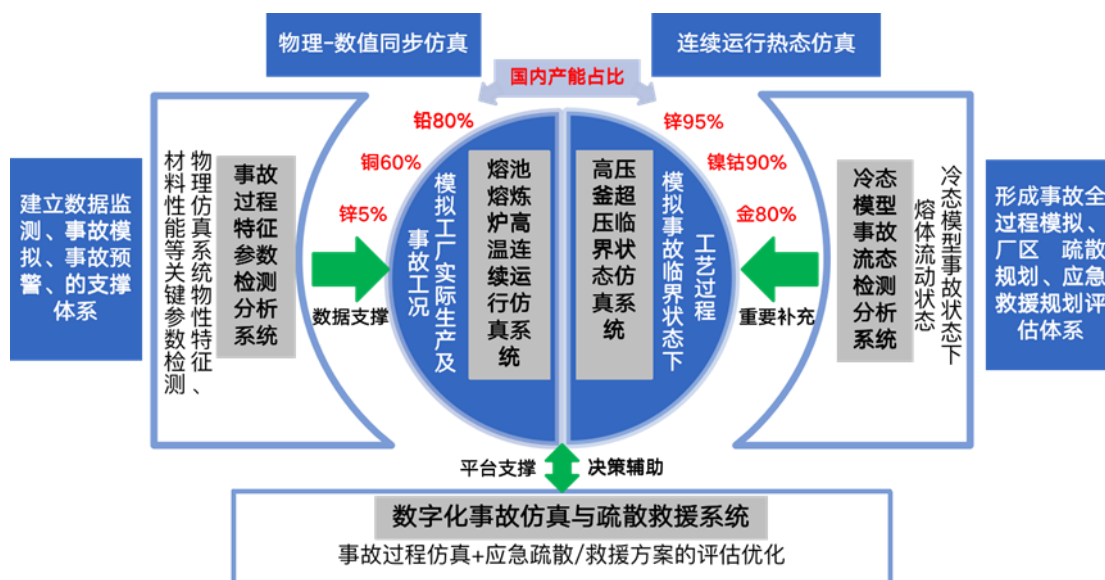 物理-数值同步仿真
连续运行热态仿真
国内产能占比
铅80%
铜60%
锌5%
锌95%
镍钴90%
金80%
建立数据监
测、事故模
拟、事故预
警、的支撑
体系
物理仿真系统物性特征、
材料性能等关键参数检测
事故
过程
特征
参数
检测
分析
系统
数据支撑
模拟工厂实际生产及
事故工况
熔池
熔炼
炉高
温连
续运
行仿
真系
统
高压
釜超
压临
界状
态仿
真系
统
模拟事故临界状态下
工艺过程
重要补充
冷态
模型
事故
流态
检测
分析
系统
冷态模型事故状态下
熔体流动状态
形成事故全
过程模拟、
厂区 疏散
规划、应急
救援规划评
估体系
平台支撑
决策辅助
数字化事故仿真与疏散救援系统
事故过程仿真+应急疏散/救援方案的评估优化